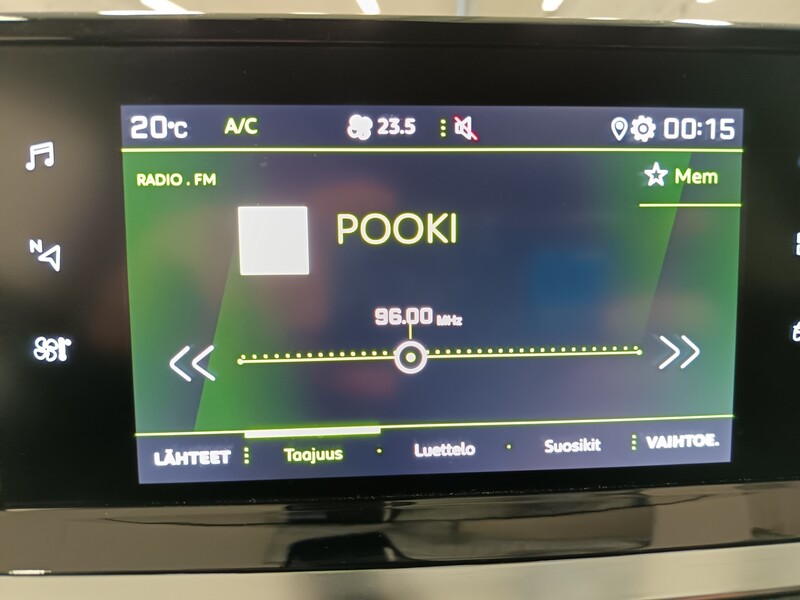 20°C A/C 23.5 00:15
RADIO . FM
Mem
POOKI
96.00 MHz
N
LÄHTEET Taajuus Luettelo Suosikit VAIHTOE.